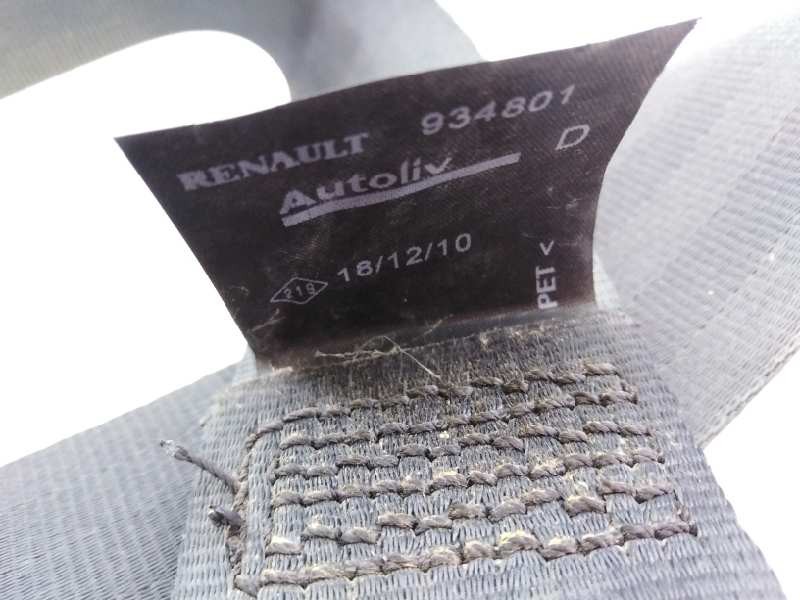 RENAULT 934801
Autoliv D
219 18/12/10
PET <